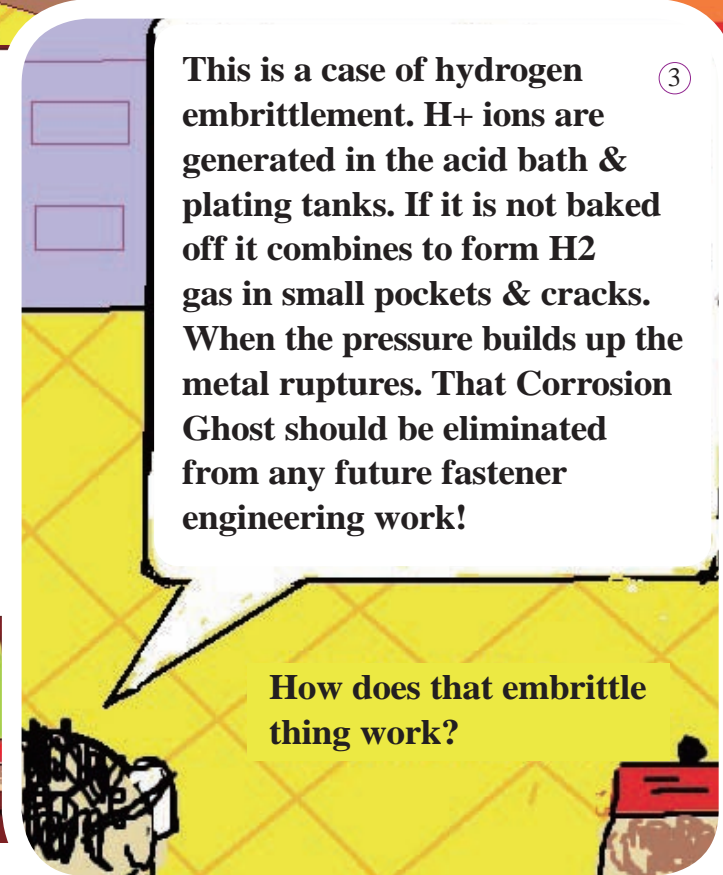 This is a case of hydrogen
③
embrittlement. H+ ions are
generated in the acid bath &
plating tanks. If it is not baked
off it combines to form H2
gas in small pockets & cracks.
When the pressure builds up the
metal ruptures. That Corrosion
Ghost should be eliminated
from any future fastener
engineering work!
How does that embrittle
thing work?